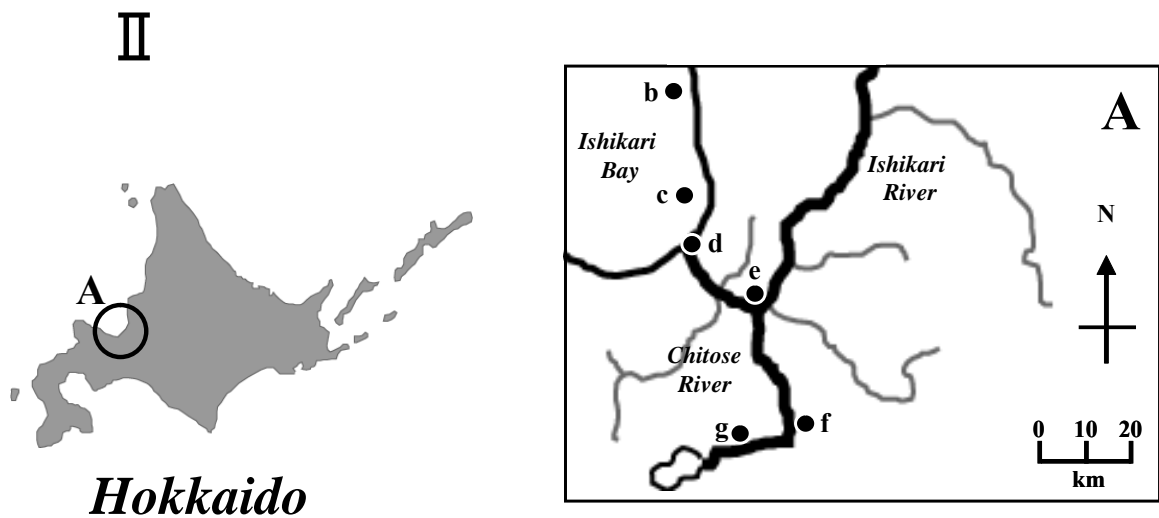 II
A
Hokkaido
A
b
Ishikari
Bay
c
d
e
Ishikari
River
N
Chitose
River
g
f
0 10 20
km